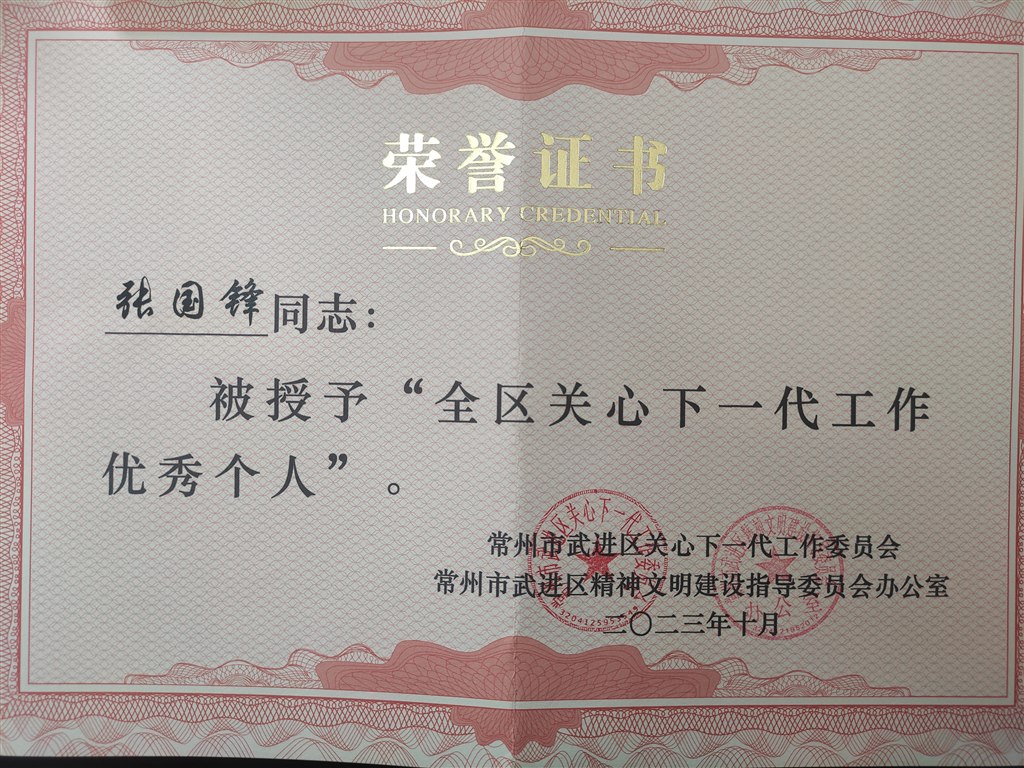 荣誉证书
HONORARY CREDENTIAL
张国锋同志：
被授予“全区关心下一代工作
优秀个人”。
常州市武进区关心下一代工作委员会
常州市武进区精神文明建设指导委员会办公室
二〇二三年十月